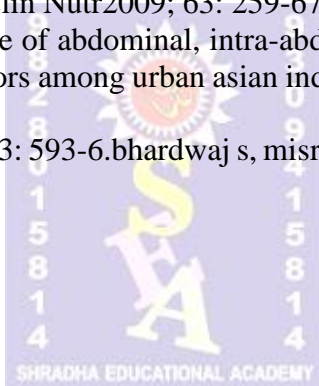 lin Nutr2009; 63: 259-67
e of abdominal, intra-abd
ors among urban asian
3: 593-6.bhardwaj s, misr
S
E
A
SHRADHA EDUCATIONAL ACADEMY